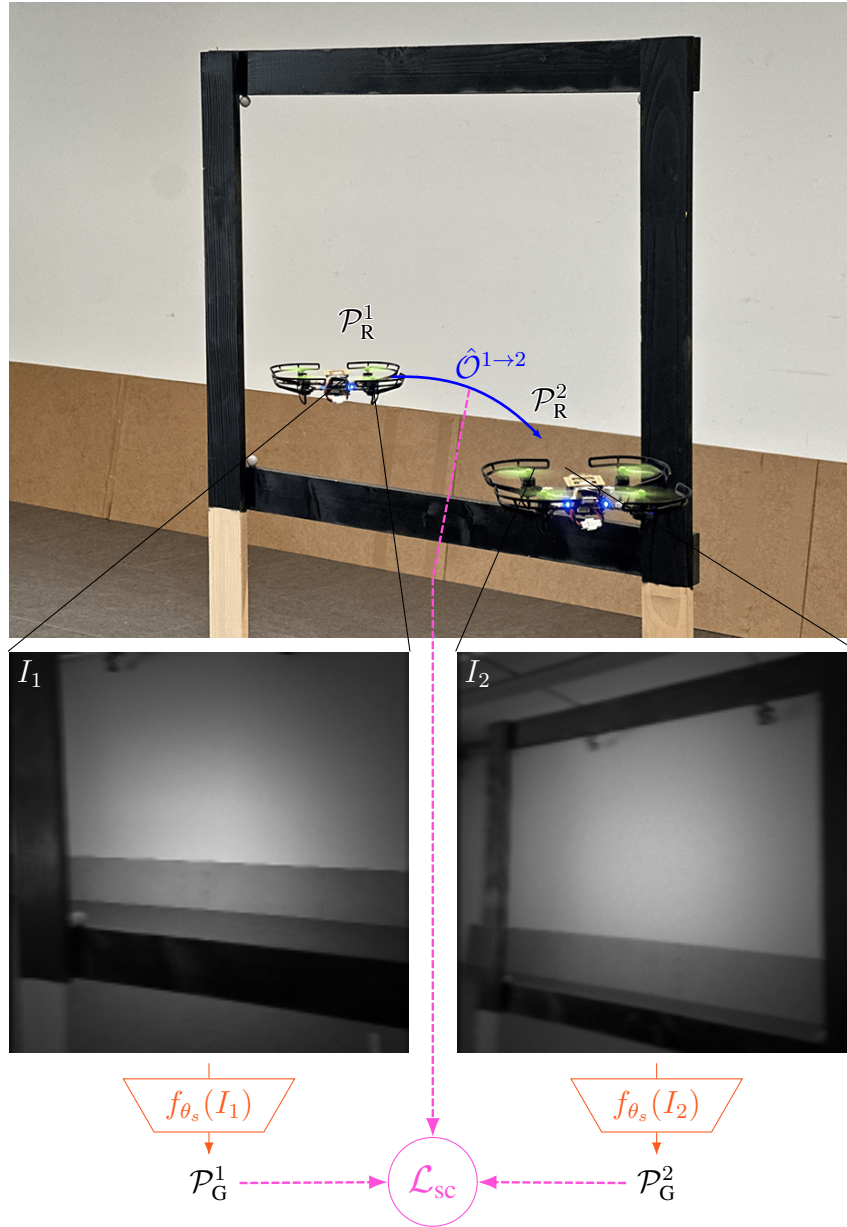 𝒫_R^1
𝒪̂^{1→2}
𝒫_R^2
I_1
I_2
f_{θ_s}(I_1)
f_{θ_s}(I_2)
𝒫_G^1
ℒ_sc
𝒫_G^2